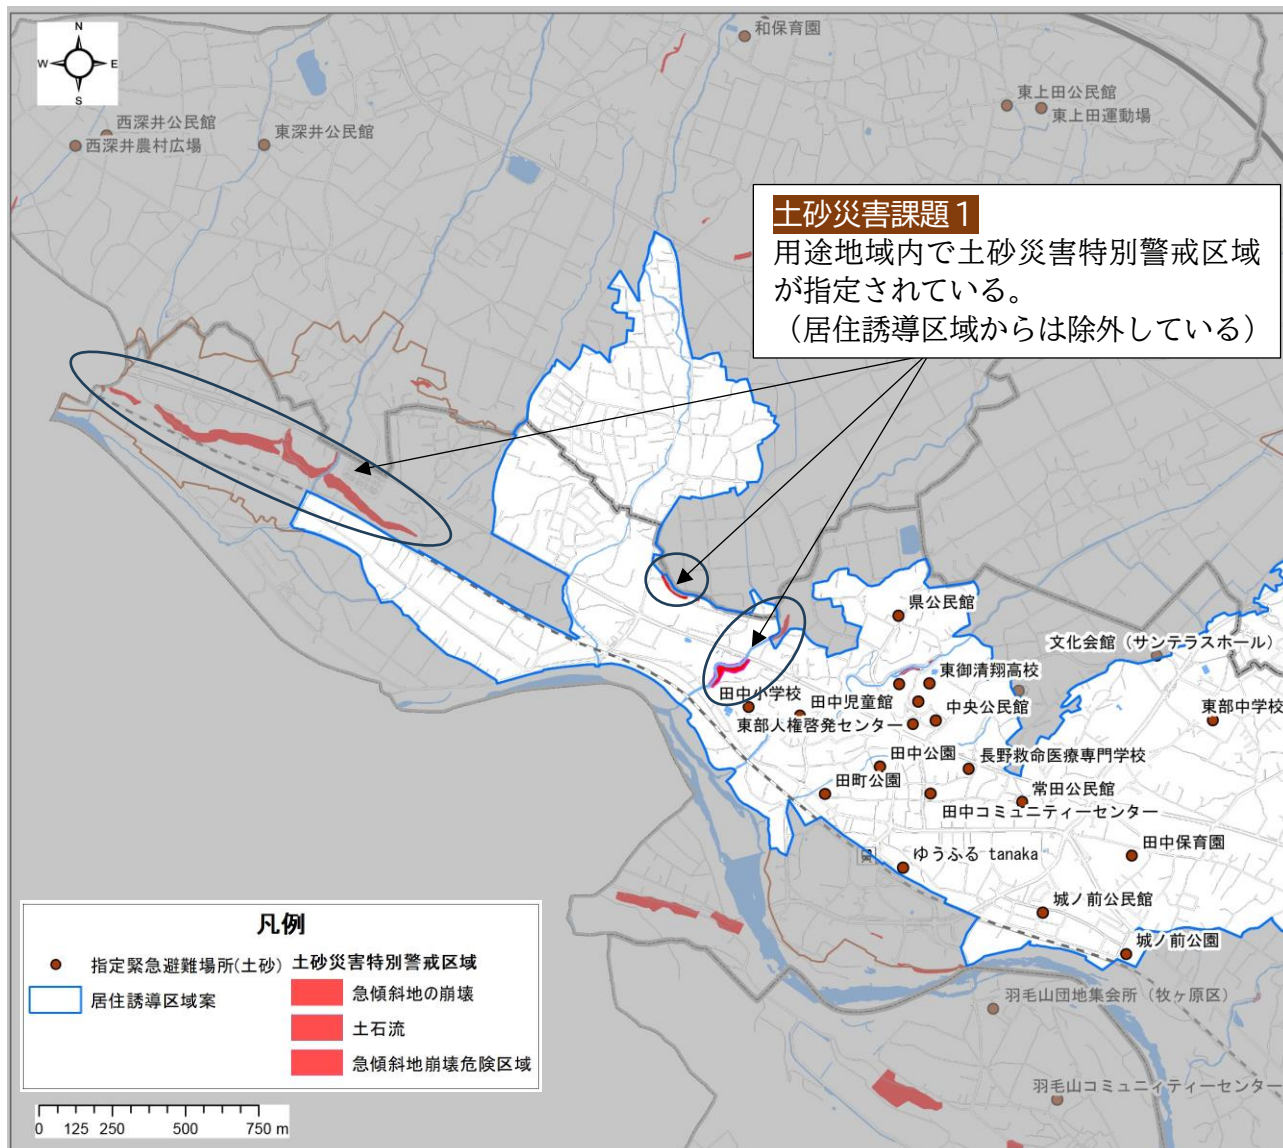 N
W
E
S
和保育園
東上田公民館
東上田運動場
西深井公民館
西深井農村広場
東深井公民館
土砂災害課題１
用途地域内で土砂災害特別警戒区域
が指定されている。
（居住誘導区域からは除外している）
県公民館
文化会館（サンテラスホール）
東御清翔高校
田中小学校
田中児童館
中央公民館
東部中学校
東部人権啓発センター
田中公園
長野救命医療専門学校
田町公園
常田公民館
田中コミュニティーセンター
田中保育園
ゆうふる tanaka
城ノ前公民館
城ノ前公園
羽毛山団地集会所（牧ヶ原区）
羽毛山コミュニィティーセンター
凡例
指定緊急避難場所(土砂)
居住誘導区域案
土砂災害特別警戒区域
急傾斜地の崩壊
土石流
急傾斜地崩壊危険区域
0 125 250 500 750 m